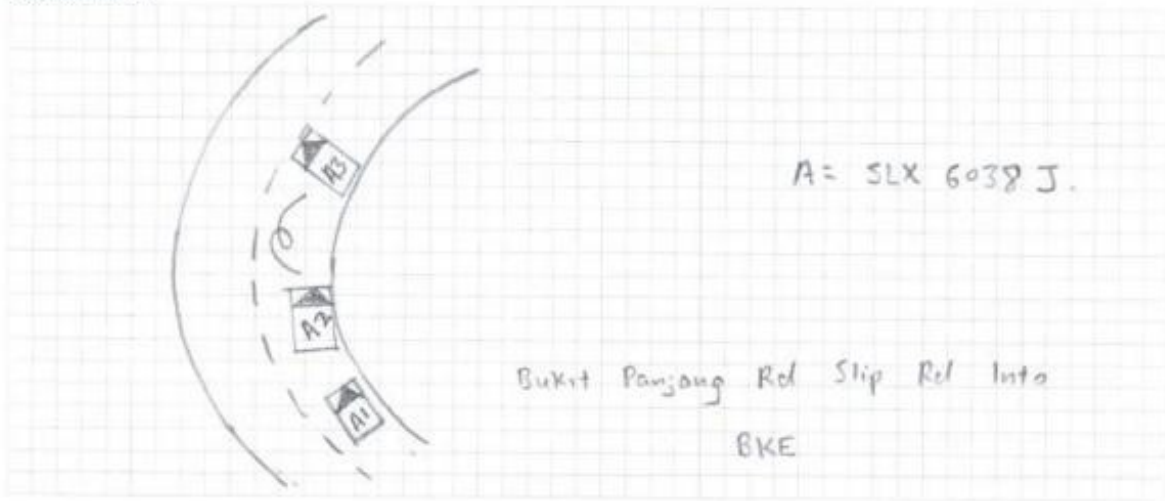 A3
A= SLX 6038 J.
A2
Bukit Panjang Rd Slip Rd Into
A1
BKE